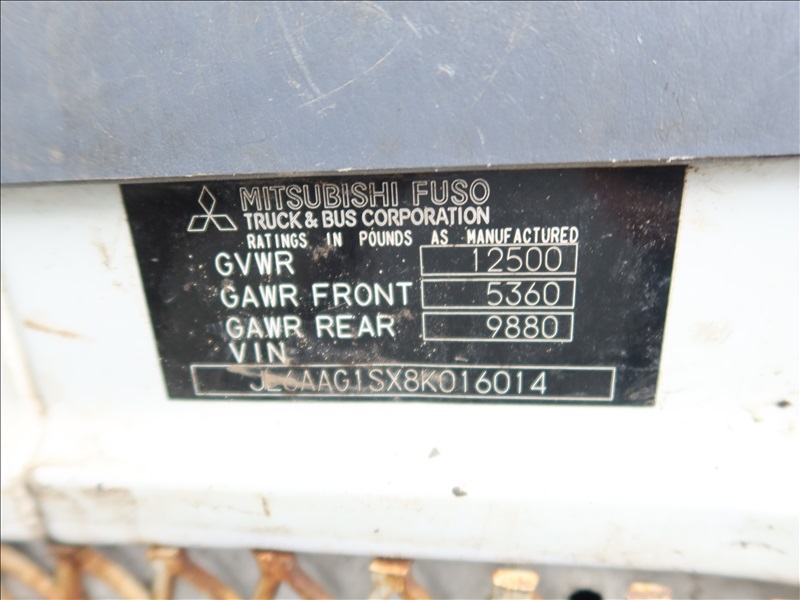 MITSUBISHI FUSO
TRUCK & BUS CORPORATION
RATINGS IN POUNDS AS MANUFACTURED
GVWR 12500
GAWR FRONT 5360
GAWR REAR 9880
VIN
JL6AAG1SX8K016014